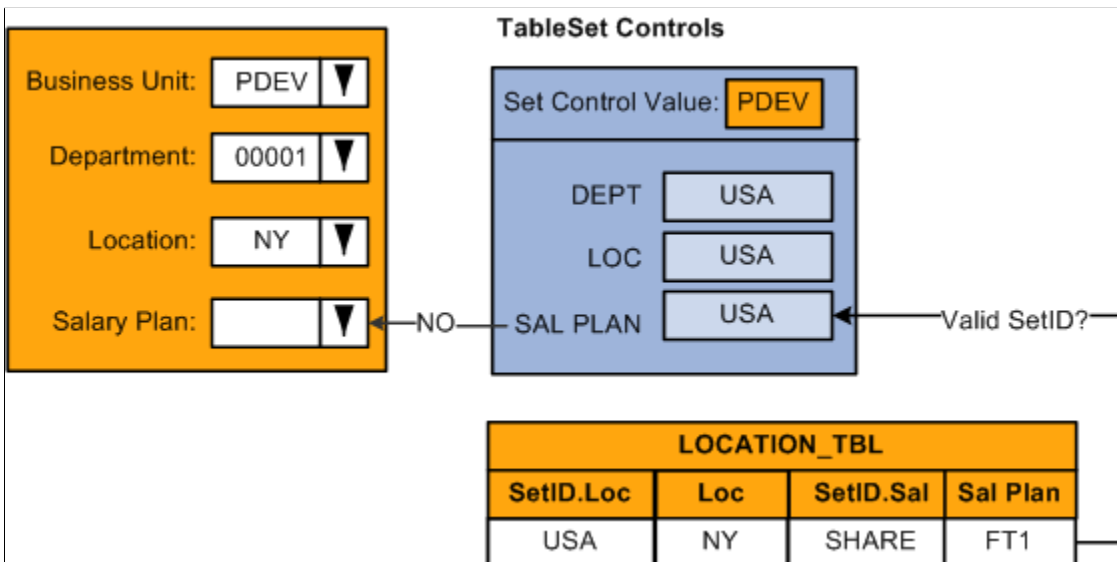 TableSet Controls
Business Unit: PDEV
Department: 00001
Location: NY
Salary Plan:
Set Control Value: PDEV
DEPT USA
LOC USA
SAL PLAN USA
NO
Valid SetID?
LOCATION_TBL
SetID.Loc Loc SetID.Sal Sal Plan
USA NY SHARE FT1